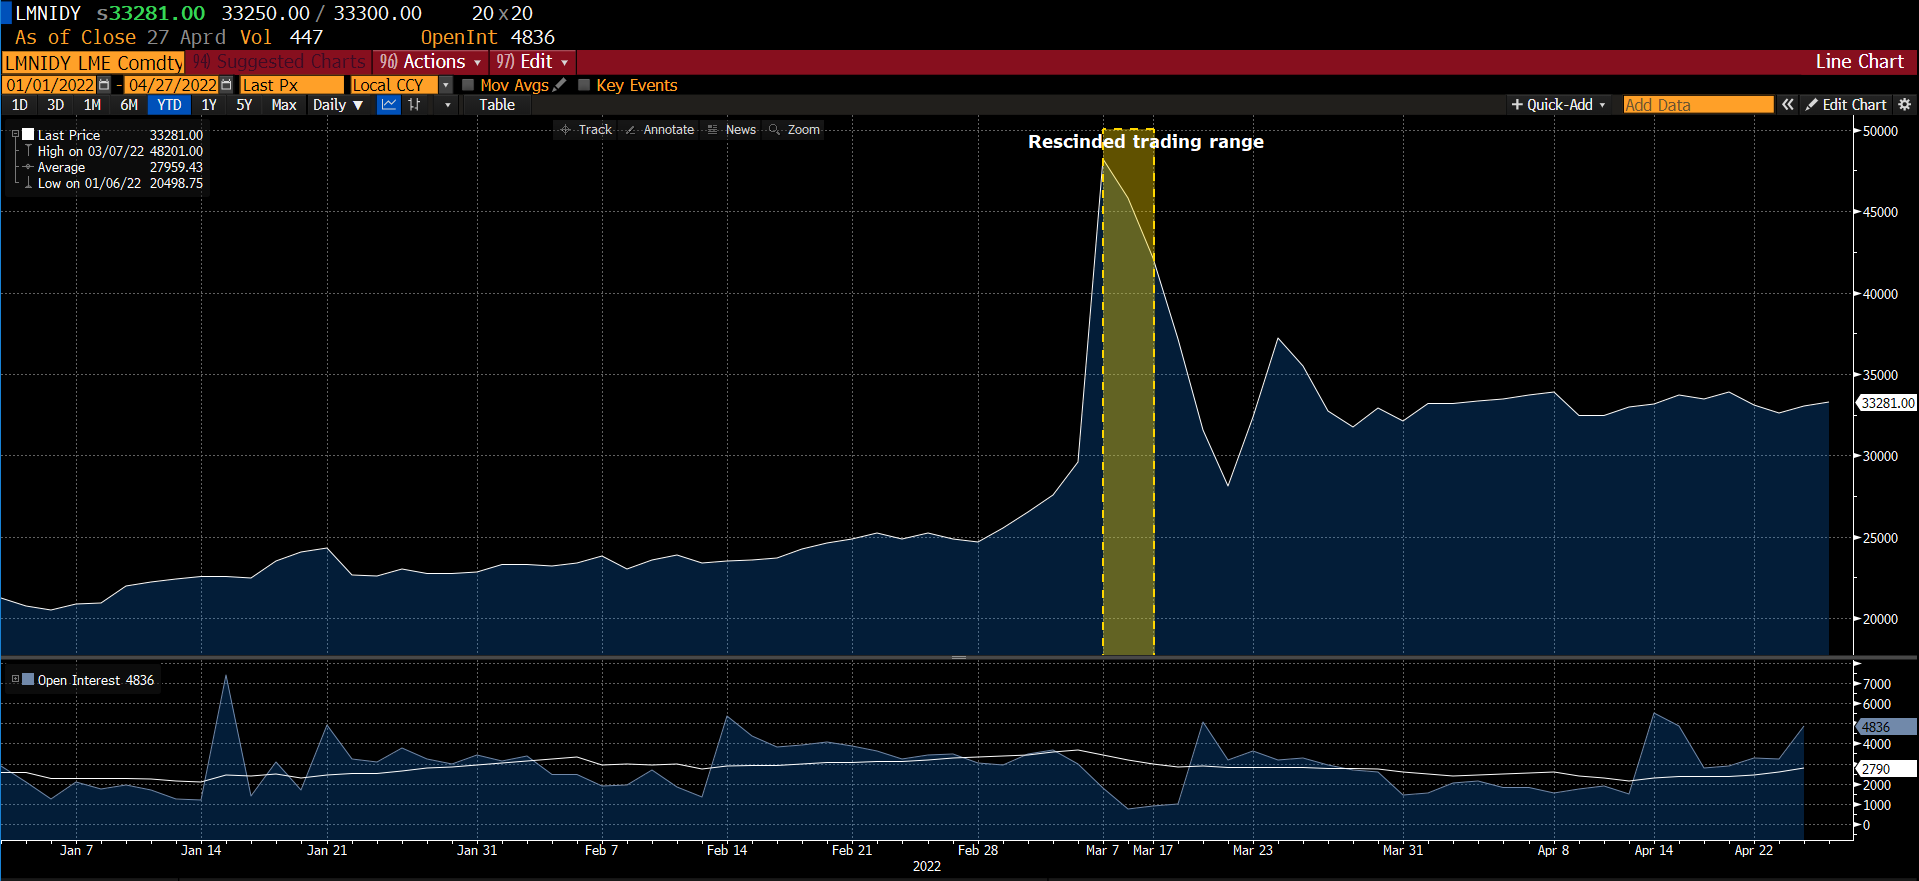 LMNIDY s33281.00 33250.00 / 33300.00 20x20
As of Close 27 Aprd Vol 447 OpenInt 4836
LMNIDY LME Comdty 94) Suggested Charts 96) Actions 97) Edit Line Chart
01/01/2022 - 04/27/2022 Last Px Local CCY Mov Avgs Key Events
1D 3D 1M 6M YTD 1Y 5Y Max Daily ▼ Table + Quick-Add Add Data « Edit Chart
Track Annotate News Zoom
Last Price 33281.00
High on 03/07/22 48201.00
Average 27959.43
Low on 01/06/22 20498.75
Rescinded trading range
50000
45000
40000
35000
33281.00
30000
25000
20000
Open Interest 4836
7000
6000
4836
4000
2790
2000
1000
0
Jan 7 Jan 14 Jan 21 Jan 31 Feb 7 Feb 14 Feb 21 Feb 28 Mar 7 Mar 17 Mar 23 Mar 31 Apr 8 Apr 14 Apr 22
2022